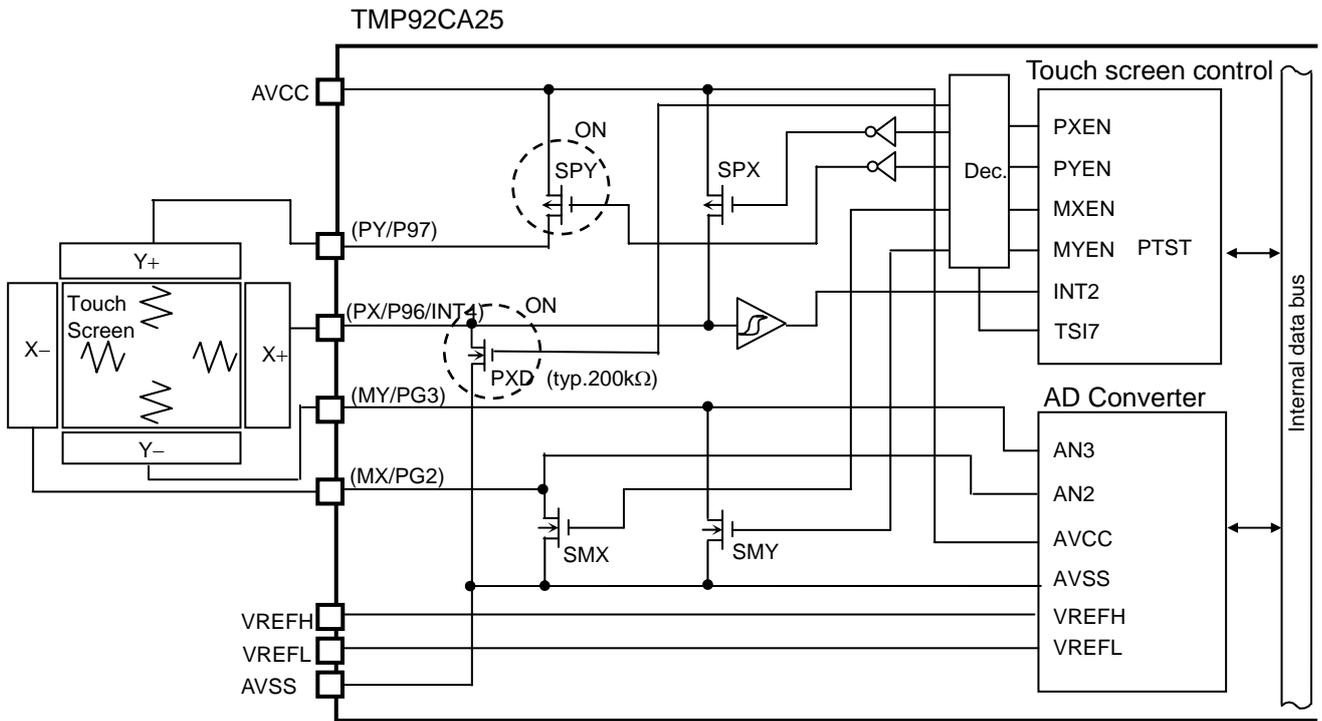 TMP92CA25
Touch screen control
AVCC
ON
SPY
SPX
Dec.
PXEN
PYEN
MXEN
MYEN
PTST
INT2
TSI7
(PY/P97)
Y+
Touch
Screen
X−
X+
Y−
(PX/P96/INT4)
ON
PXD
(typ.200kΩ)
(MY/PG3)
(MX/PG2)
SMX
SMY
AD Converter
AN3
AN2
AVCC
AVSS
VREFH
VREFL
VREFH
VREFL
AVSS
Internal data bus